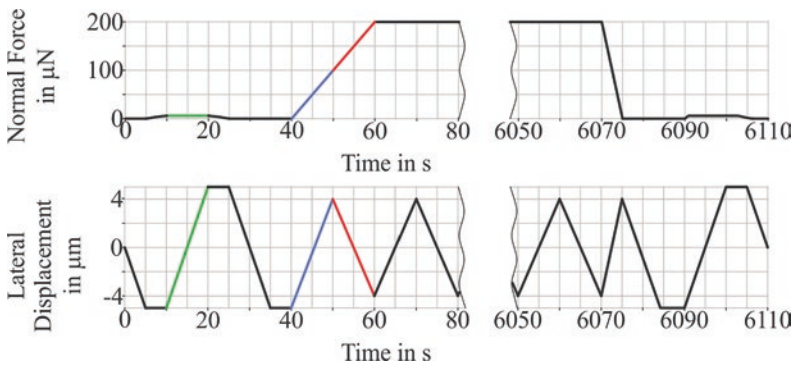 Normal Force
in μN
200
100
0
0 20 40 60 80 6050 6070 6090 6110
Time in s
Lateral
Displacement
in μm
4
0
-4
0 20 40 60 80 6050 6070 6090 6110
Time in s